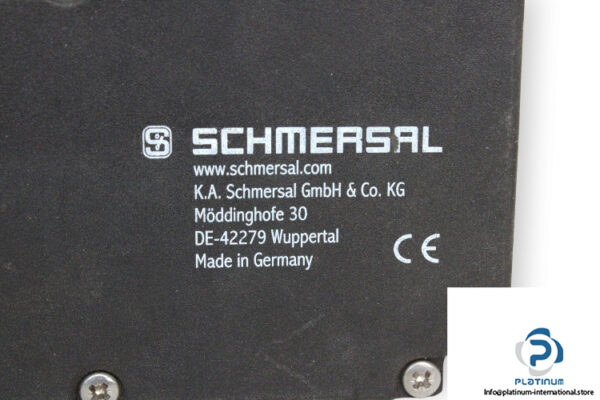 SCHMERSAL
www.schmersal.com
K.A. Schmersal GmbH & Co. KG
Möddinghofe 30
DE-42279 Wuppertal
Made in Germany
CE
PLATINUM
Info@platinum-international.store